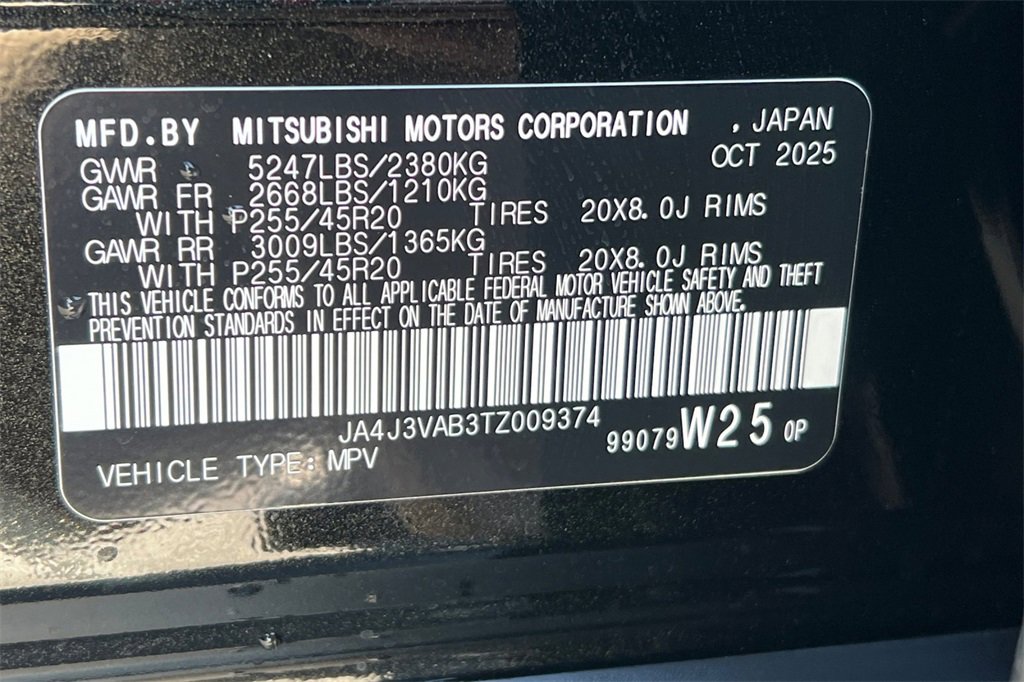 MFD.BY MITSUBISHI MOTORS CORPORATION , JAPAN
OCT 2025
GVWR 5247LBS/2380KG
GAWR FR 2668LBS/1210KG
WITH P255/45R20 TIRES 20X8.0J RIMS
GAWR RR 3009LBS/1365KG
WITH P255/45R20 TIRES 20X8.0J RIMS
THIS VEHICLE CONFORMS TO ALL APPLICABLE FEDERAL MOTOR VEHICLE SAFETY AND THEFT
PREVENTION STANDARDS IN EFFECT ON THE DATE OF MANUFACTURE SHOWN ABOVE.
JA4J3VAB3TZ009374
99079 W25 0P
VEHICLE TYPE: MPV